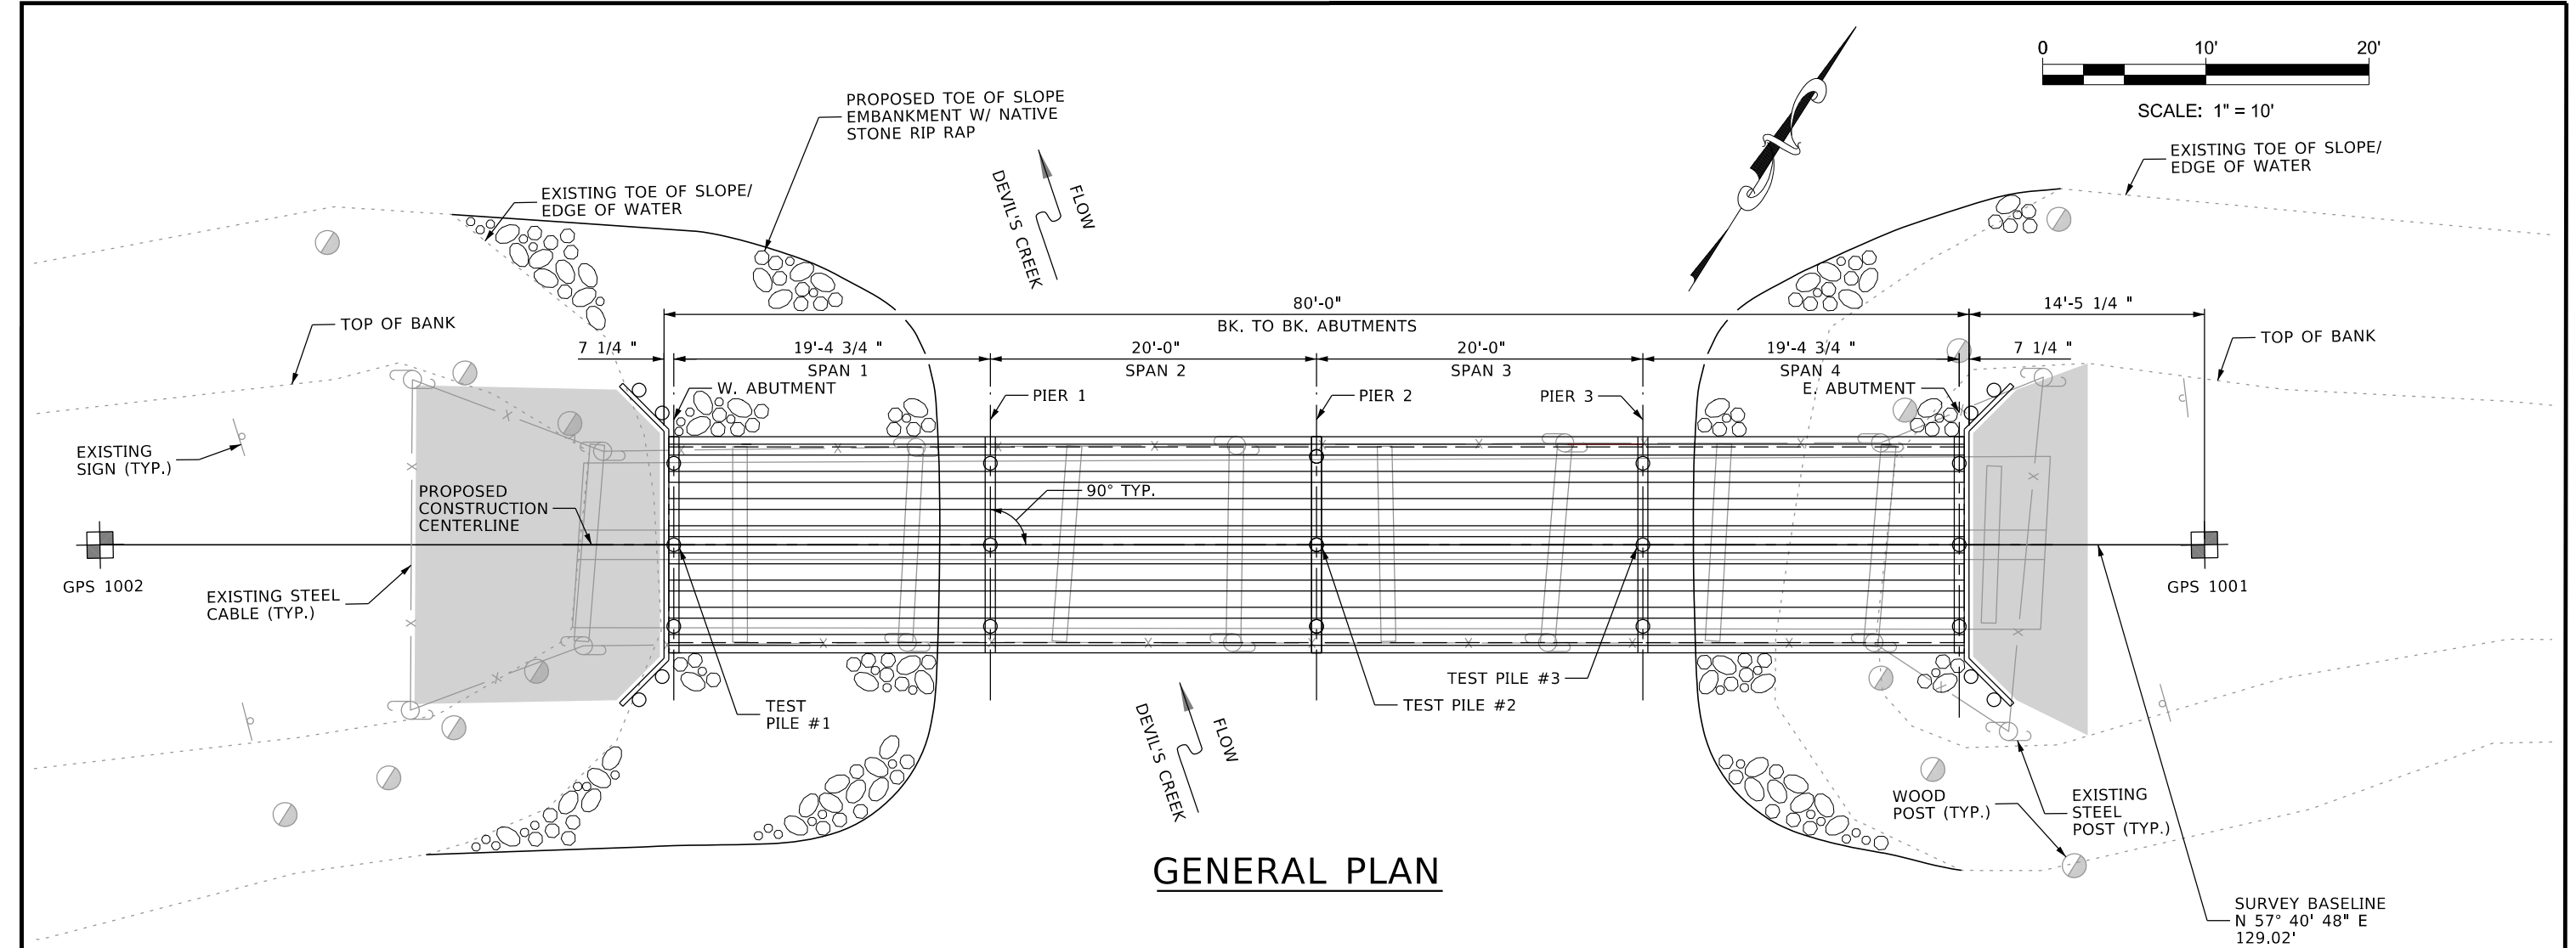 0 10' 20'
SCALE: 1" = 10'
PROPOSED TOE OF SLOPE
EMBANKMENT W/ NATIVE
STONE RIP RAP
EXISTING TOE OF SLOPE/
EDGE OF WATER
DEVIL'S CREEK
FLOW
EXISTING TOE OF SLOPE/
EDGE OF WATER
80'-0"
BK. TO BK. ABUTMENTS
14'-5 1/4 "
TOP OF BANK
TOP OF BANK
7 1/4 "
19'-4 3/4 "
SPAN 1
20'-0"
SPAN 2
20'-0"
SPAN 3
19'-4 3/4 "
SPAN 4
7 1/4 "
W. ABUTMENT
PIER 1
PIER 2
PIER 3
E. ABUTMENT
EXISTING
SIGN (TYP.)
PROPOSED
CONSTRUCTION
CENTERLINE
90° TYP.
GPS 1002
GPS 1001
EXISTING STEEL
CABLE (TYP.)
TEST
PILE #1
TEST PILE #3
TEST PILE #2
DEVIL'S CREEK
FLOW
WOOD
POST (TYP.)
EXISTING
STEEL
POST (TYP.)
GENERAL PLAN
SURVEY BASELINE
N 57° 40' 48" E
129.02'